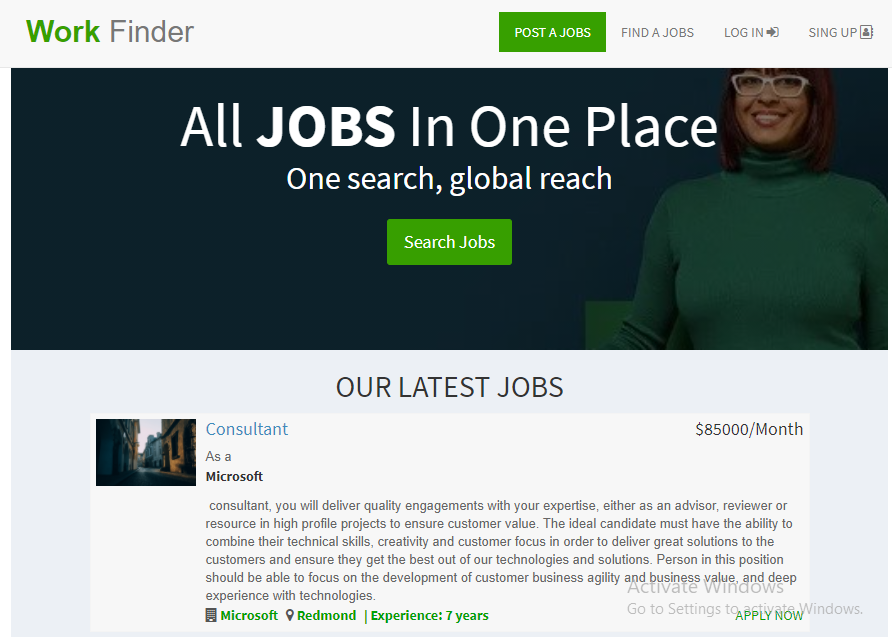 Work Finder
POST A JOBS
FIND A JOBS
LOG IN
SING UP
All JOBS In One Place
One search, global reach
Search Jobs
OUR LATEST JOBS
Consultant
$85000/Month
As a
Microsoft
consultant, you will deliver quality engagements with your expertise, either as an advisor, reviewer or
resource in high profile projects to ensure customer value. The ideal candidate must have the ability to
combine their technical skills, creativity and customer focus in order to deliver great solutions to the
customers and ensure they get the best out of our technologies and solutions. Person in this position
should be able to focus on the development of customer business agility and business value, and deep
experience with technologies.
Microsoft Redmond | Experience: 7 years
APPLY NOW
Activate Windows
Go to Settings to activate Windows.